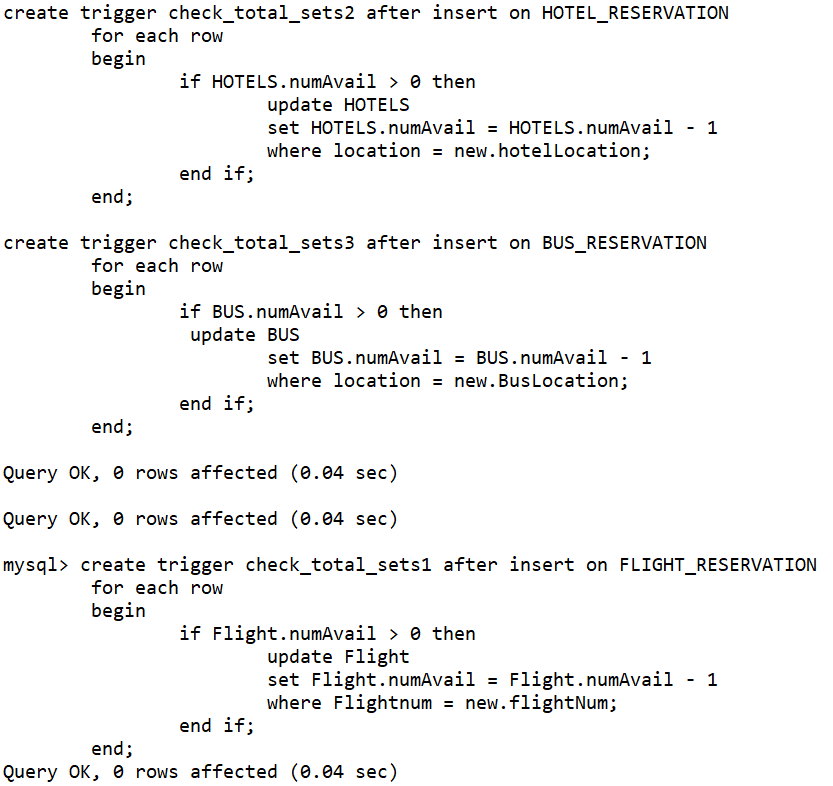 create trigger check_total_sets2 after insert on HOTEL_RESERVATION
        for each row
        begin
                if HOTELS.numAvail > 0 then
                        update HOTELS
                        set HOTELS.numAvail = HOTELS.numAvail - 1
                        where location = new.hotelLocation;
                end if;
        end;

create trigger check_total_sets3 after insert on BUS_RESERVATION
        for each row
        begin
                if BUS.numAvail > 0 then
                 update BUS
                        set BUS.numAvail = BUS.numAvail - 1
                        where location = new.BusLocation;
                end if;
        end;

Query OK, 0 rows affected (0.04 sec)

Query OK, 0 rows affected (0.04 sec)

mysql> create trigger check_total_sets1 after insert on FLIGHT_RESERVATION
        for each row
        begin
                if Flight.numAvail > 0 then
                        update Flight
                        set Flight.numAvail = Flight.numAvail - 1
                        where Flightnum = new.flightNum;
                end if;
        end;
Query OK, 0 rows affected (0.04 sec)